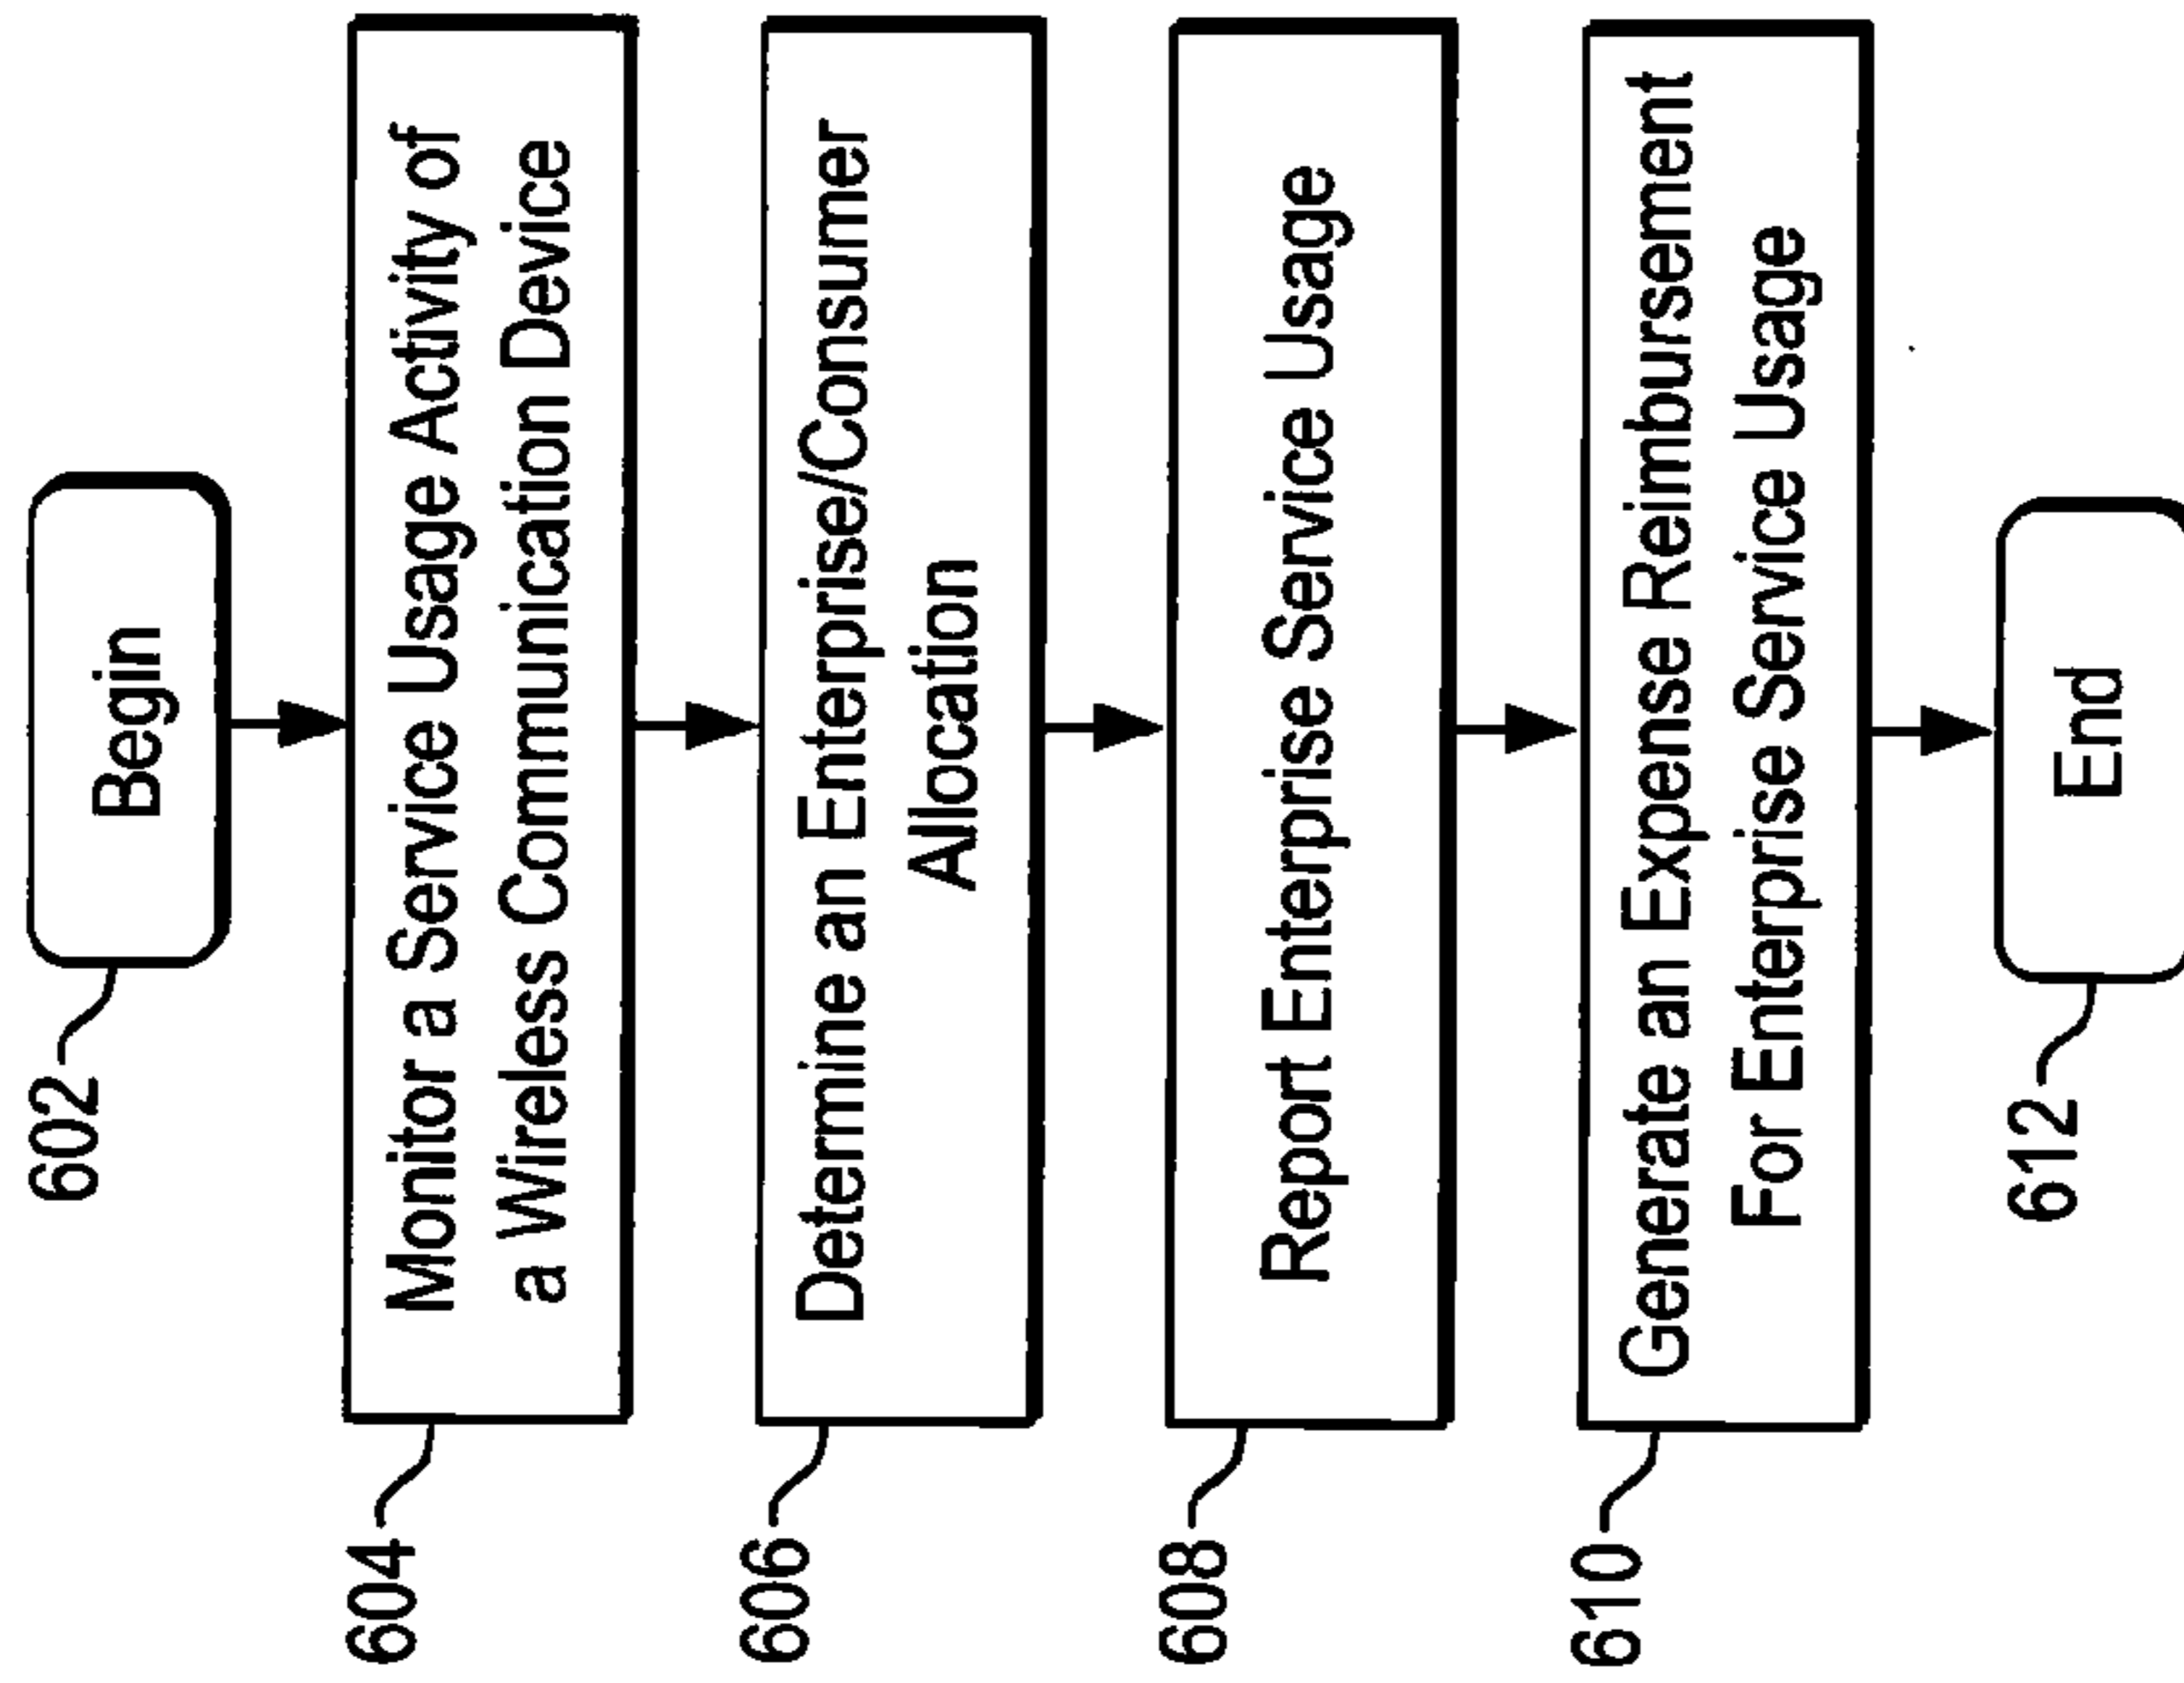 602
Begin
604
Monitor a Service Usage Activity of
a Wireless Communication Device
606
Determine an Enterprise/Consumer
Allocation
608
Report Enterprise Service Usage
610
Generate an Expense Reimbursement
For Enterprise Service Usage
612
End